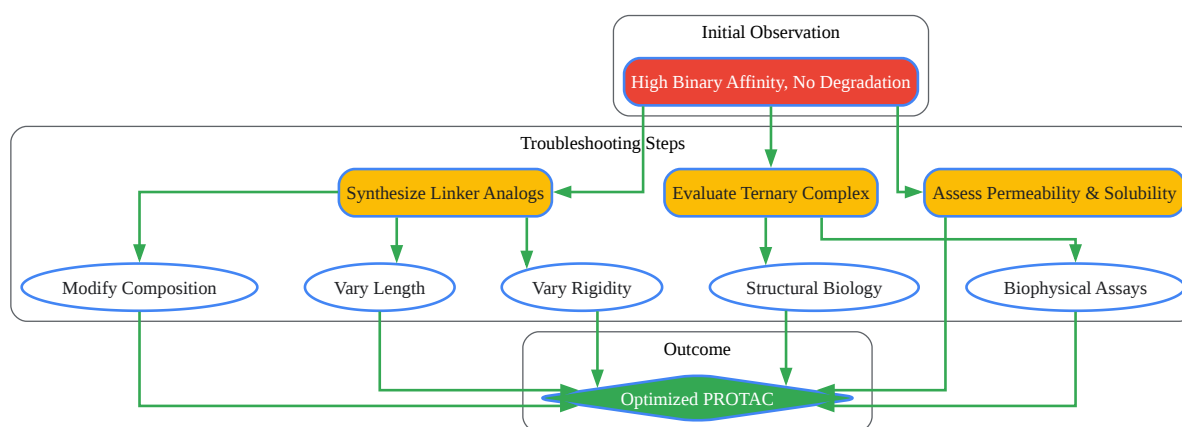 Initial Observation
High Binary Affinity, No Degradation
Troubleshooting Steps
Synthesize Linker Analogs
Evaluate Ternary Complex
Assess Permeability & Solubility
Modify Composition
Vary Length
Vary Rigidity
Structural Biology
Biophysical Assays
Outcome
Optimized PROTAC